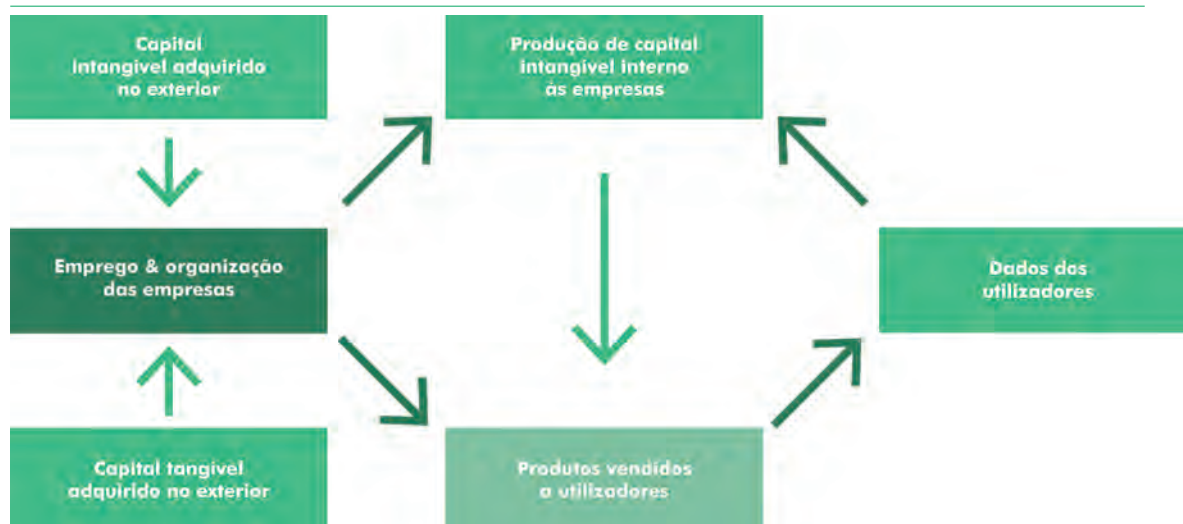 Capital
intangível adquirido
no exterior
Produção de capital
intangível interno
às empresas
Emprego & organização
das empresas
Dados dos
utilizadores
Capital tangível
adquirido no exterior
Produtos vendidos
a utilizadores